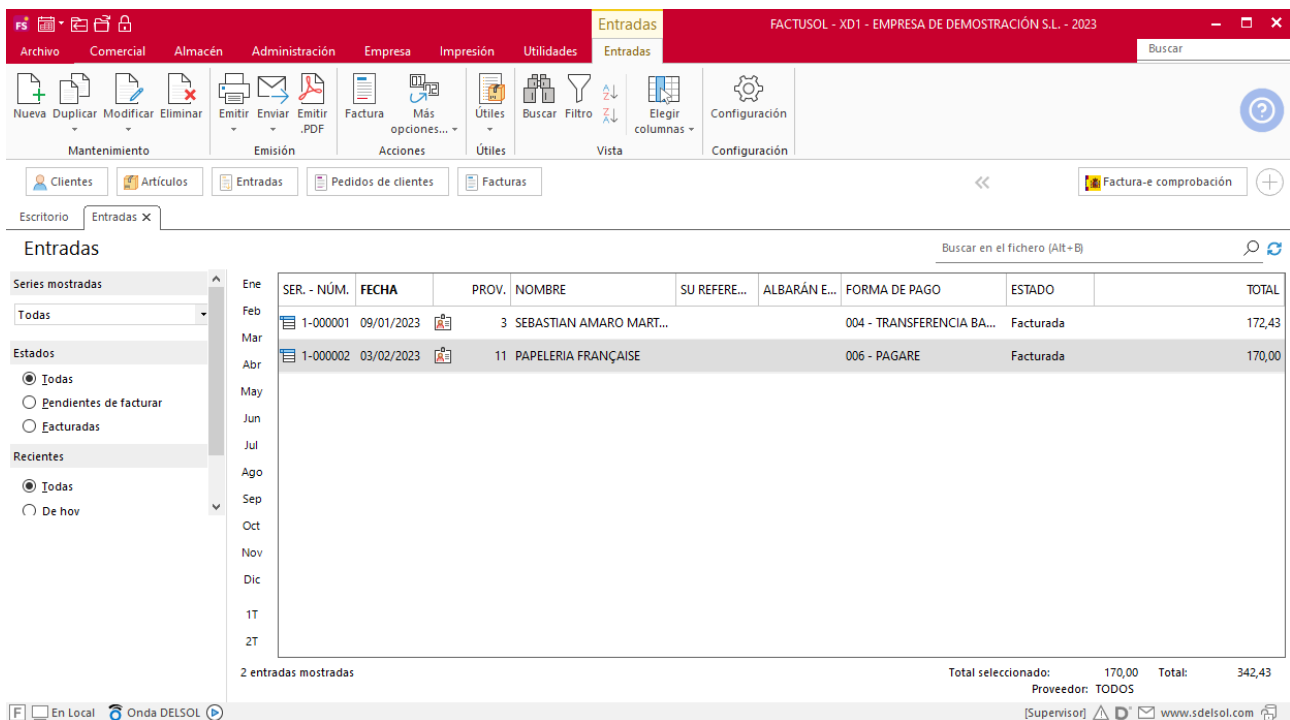 FS Entradas FACTUSOL - XD1 - EMPRESA DE DEMOSTRACIÓN S.L. - 2023
Archivo Comercial Almacén Administración Empresa Impresión Utilidades Entradas Buscar
Nueva Duplicar Modificar Eliminar Emitir Enviar Emitir .PDF Factura Más opciones... Útiles Buscar Filtro Elegir columnas Configuración
Mantenimiento Emisión Acciones Útiles Vista Configuración
Clientes Artículos Entradas Pedidos de clientes Facturas Factura-e comprobación
Escritorio Entradas
Entradas Buscar en el fichero (Alt+B)
Series mostradas
Todas
Estados
Todas
Pendientes de facturar
Facturadas
Recientes
Todas
De hoy
Ene
Feb
Mar
Abr
May
Jun
Jul
Ago
Sep
Oct
Nov
Dic
1T
2T
SER. - NÚM. FECHA PROV. NOMBRE SU REFERE... ALBARÁN E... FORMA DE PAGO ESTADO TOTAL
1-000001 09/01/2023 3 SEBASTIAN AMARO MART... 004 - TRANSFERENCIA BA... Facturada 172,43
1-000002 03/02/2023 11 PAPELERIA FRANÇAISE 006 - PAGARE Facturada 170,00
2 entradas mostradas Total seleccionado: 170,00 Total: 342,43
Proveedor: TODOS
F En Local Onda DELSOL [Supervisor] D www.sdelsol.com